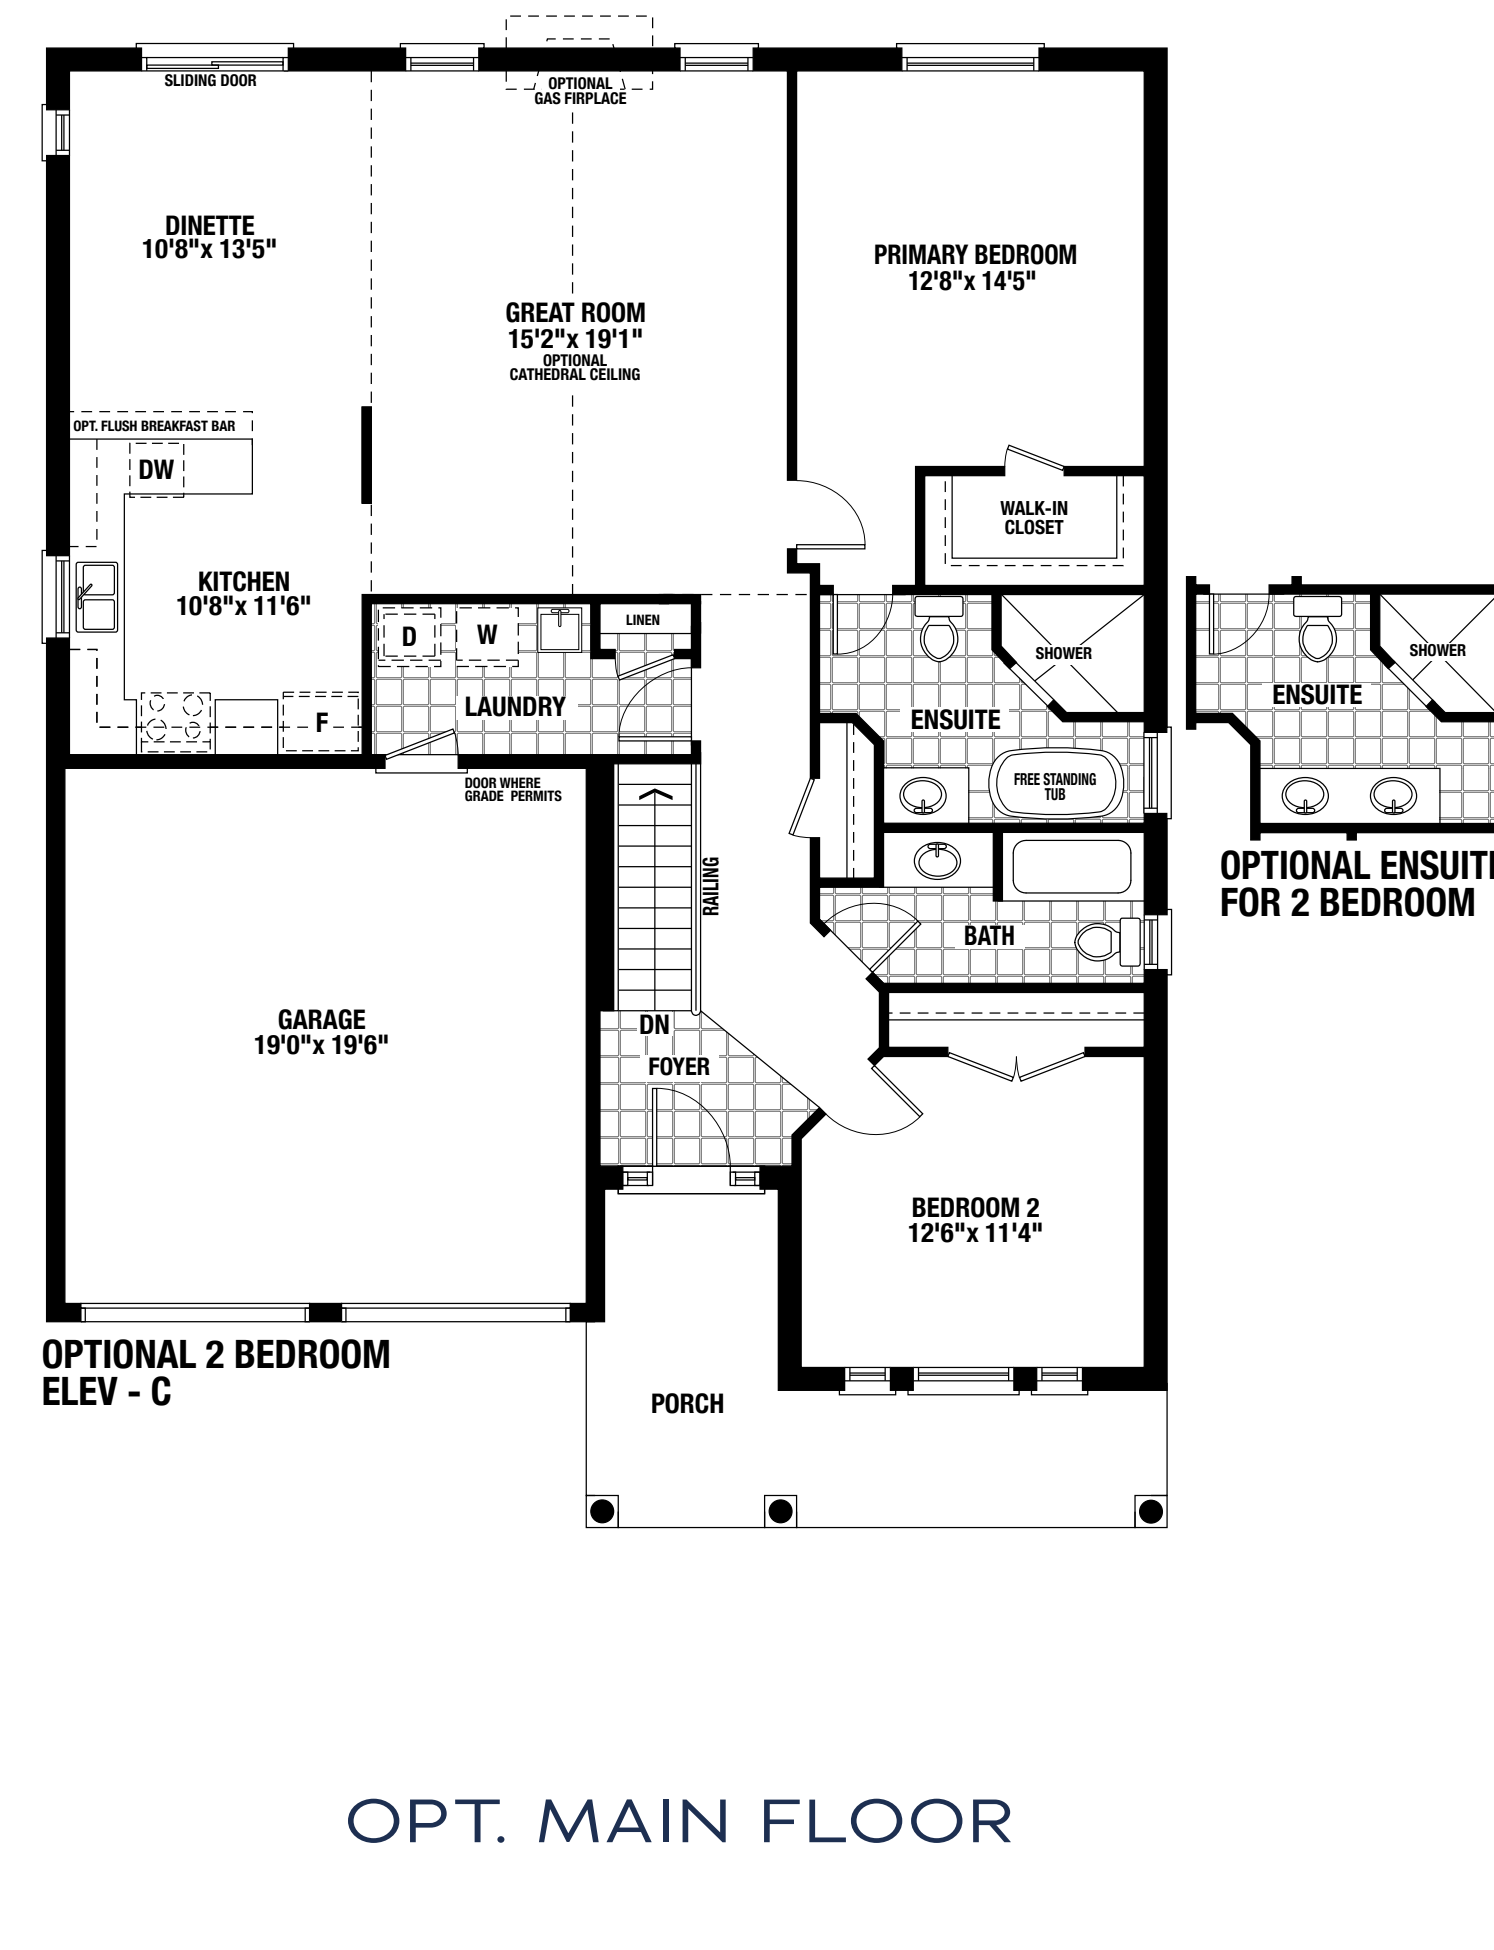 SLIDING DOOR
OPTIONAL
GAS FIRPLACE
DINETTE
10'8"x 13'5"
PRIMARY BEDROOM
12'8"x 14'5"
GREAT ROOM
15'2"x 19'1"
OPTIONAL
CATHEDRAL CEILING
OPT. FLUSH BREAKFAST BAR
DW
WALK-IN
CLOSET
KITCHEN
10'8"x 11'6"
D
W
LINEN
SHOWER
SHOWER
LAUNDRY
F
ENSUITE
ENSUITE
DOOR WHERE
GRADE PERMITS
FREE STANDING
TUB
RAILING
OPTIONAL ENSUITE
FOR 2 BEDROOM
BATH
GARAGE
19'0"x 19'6"
DN
FOYER
BEDROOM 2
12'6"x 11'4"
OPTIONAL 2 BEDROOM
ELEV - C
PORCH
OPT. MAIN FLOOR